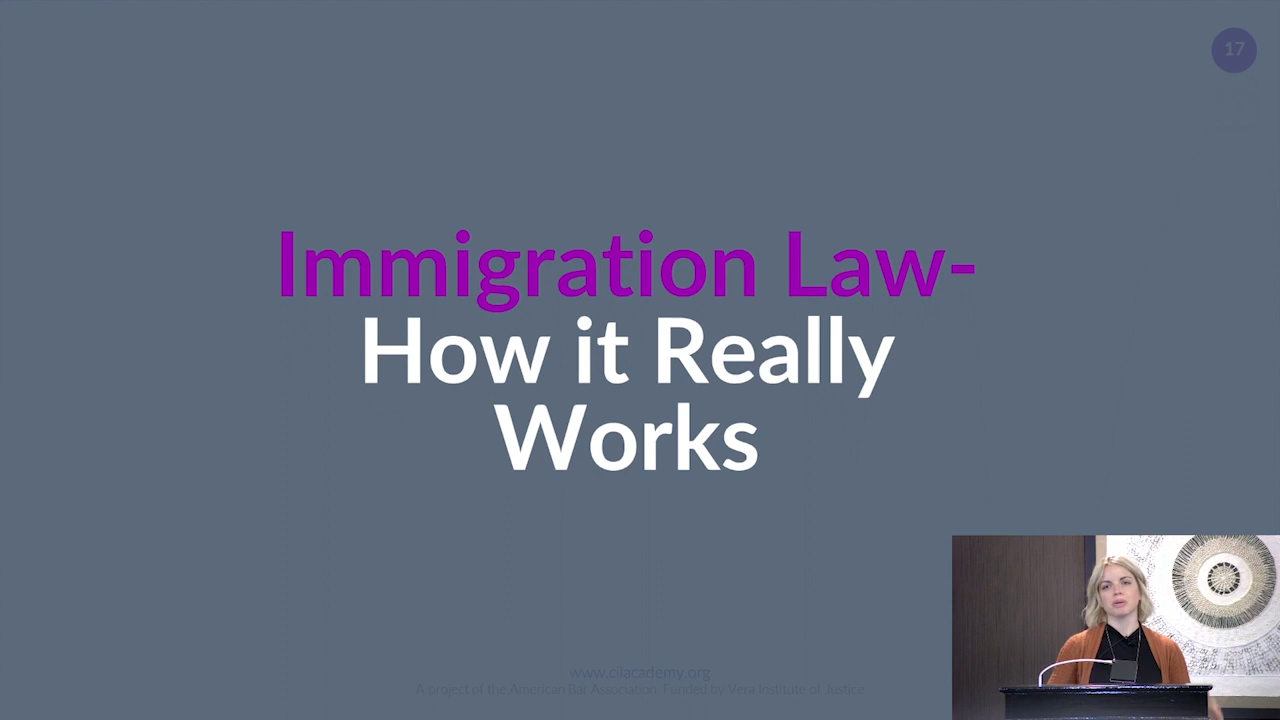 17
Immigration Law-
How it Really
Works
www.cilacademy.org
A project of the American Bar Association. Funded by Vera Institute of Justice